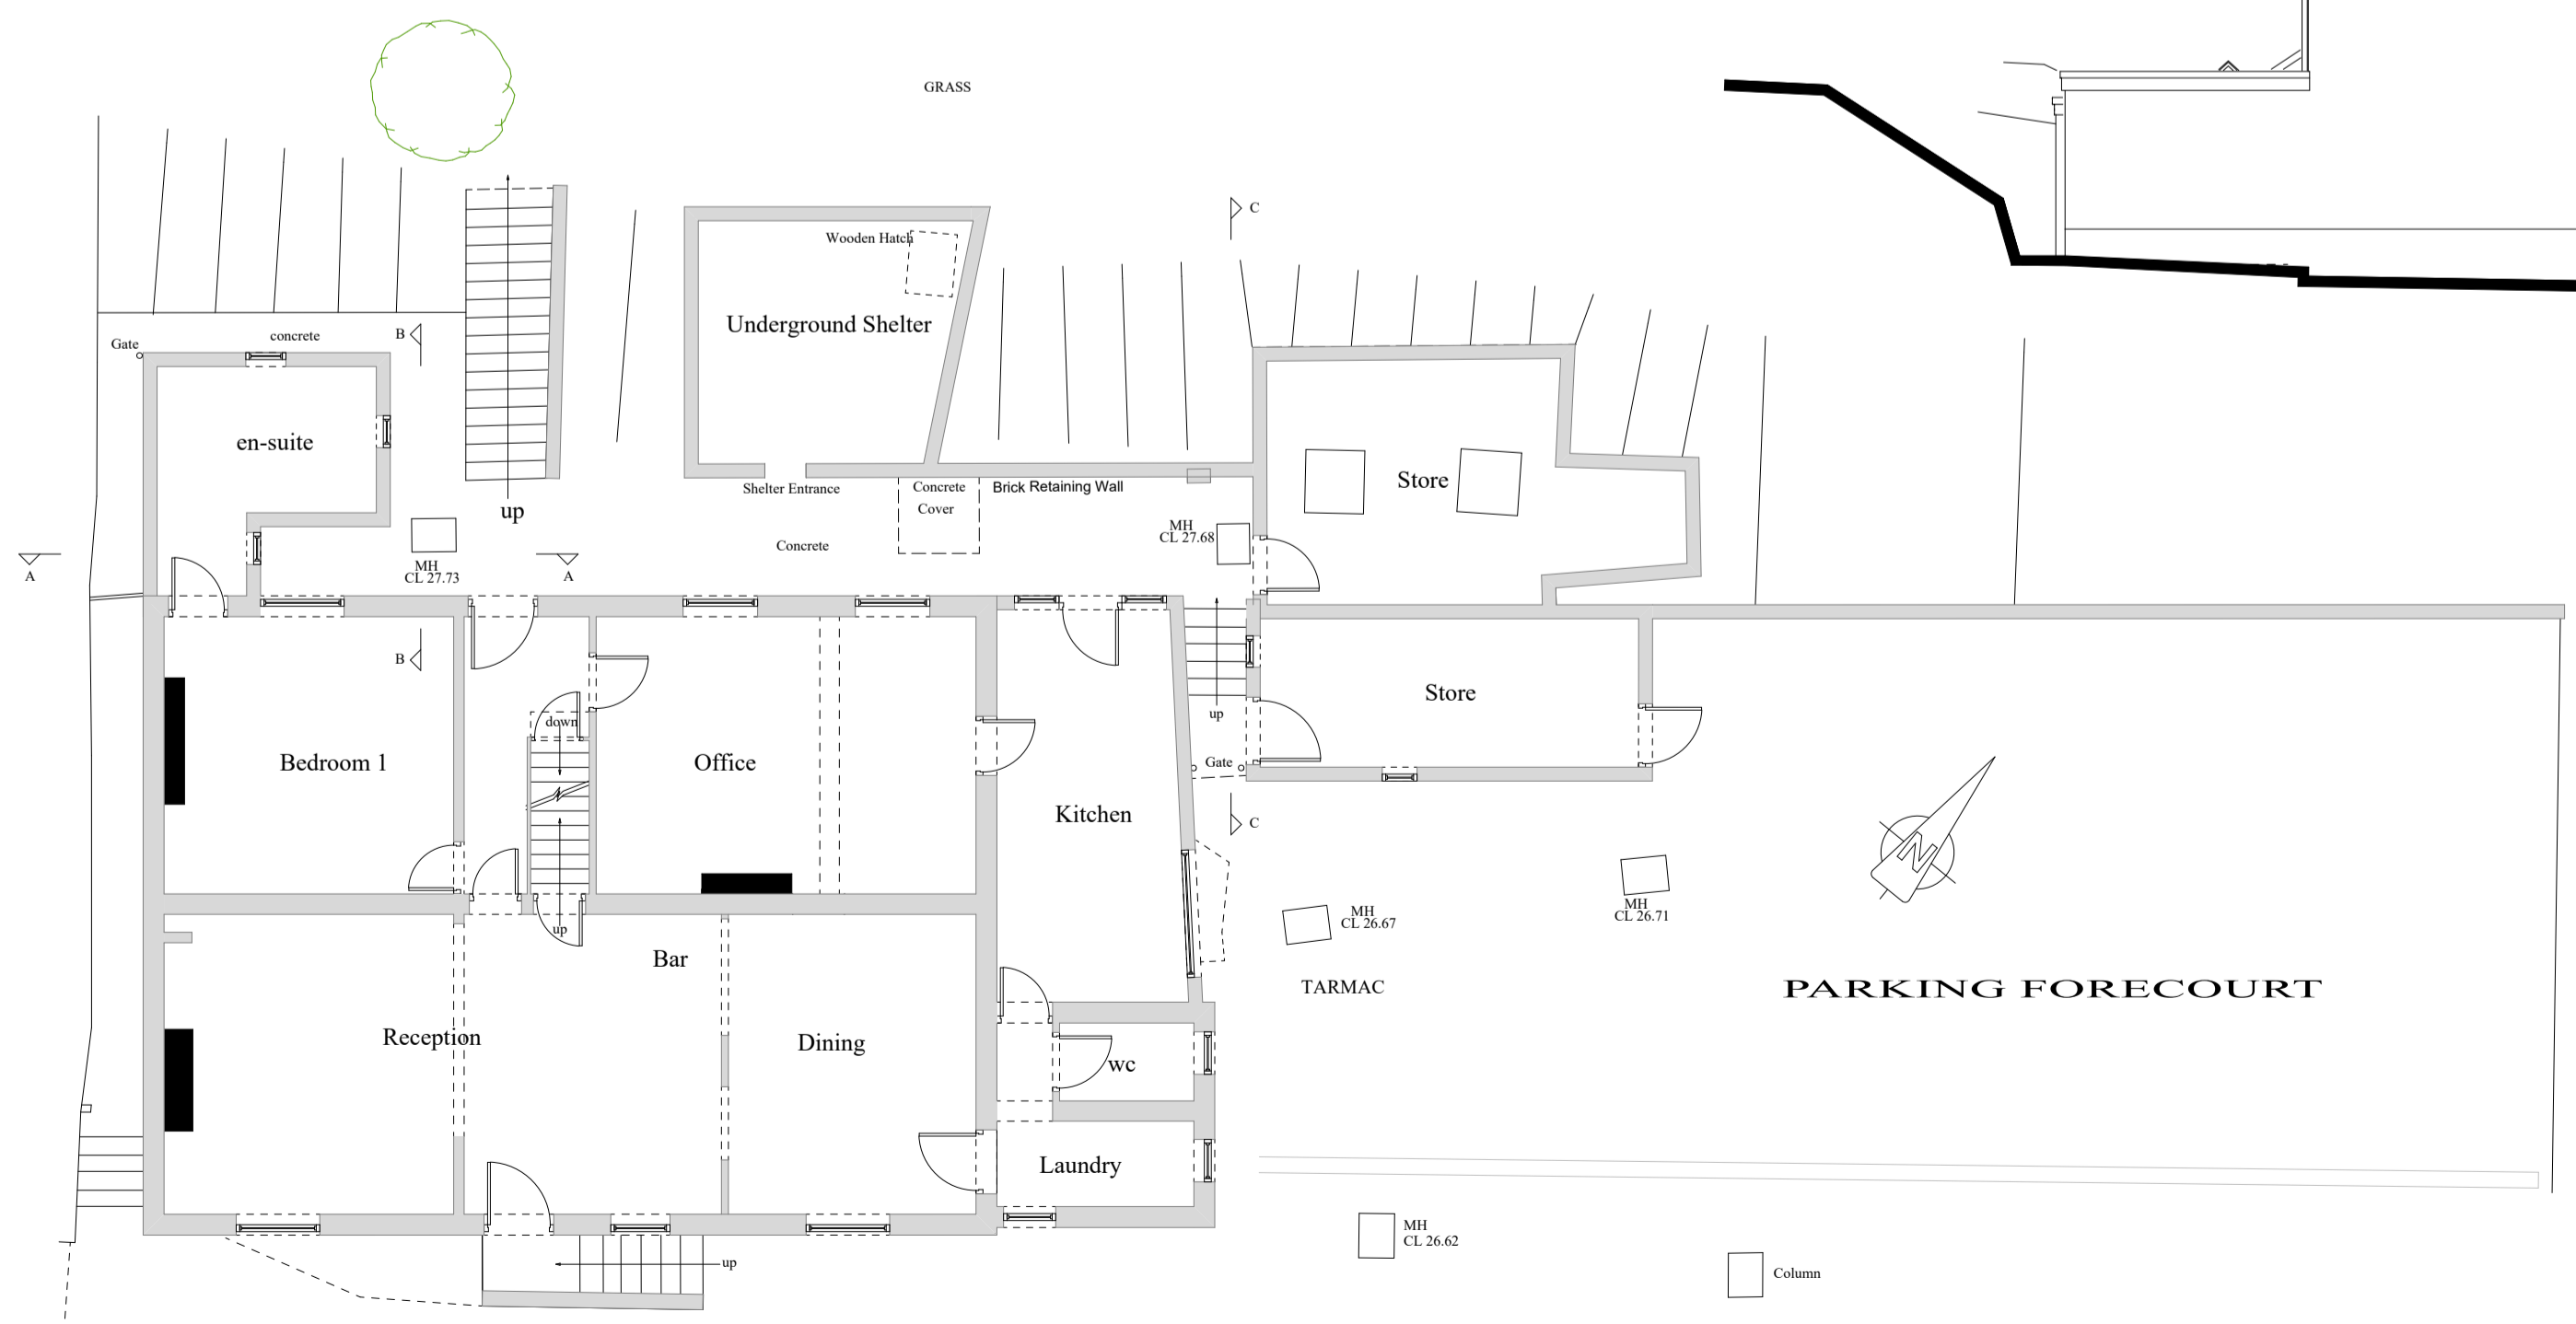 GRASS
C
Wooden Hatch
Underground Shelter
B
concrete
Gate
en-suite
Shelter Entrance
Concrete
Cover
Brick Retaining Wall
Store
up
MH
CL 27.68
Concrete
MH
CL 27.73
A
A
B
down
up
Store
Bedroom 1
Office
Gate
Kitchen
C
N
up
Bar
MH
CL 26.67
MH
CL 26.71
TARMAC
PARKING FORECOURT
Reception
Dining
wc
Laundry
up
MH
CL 26.62
Column